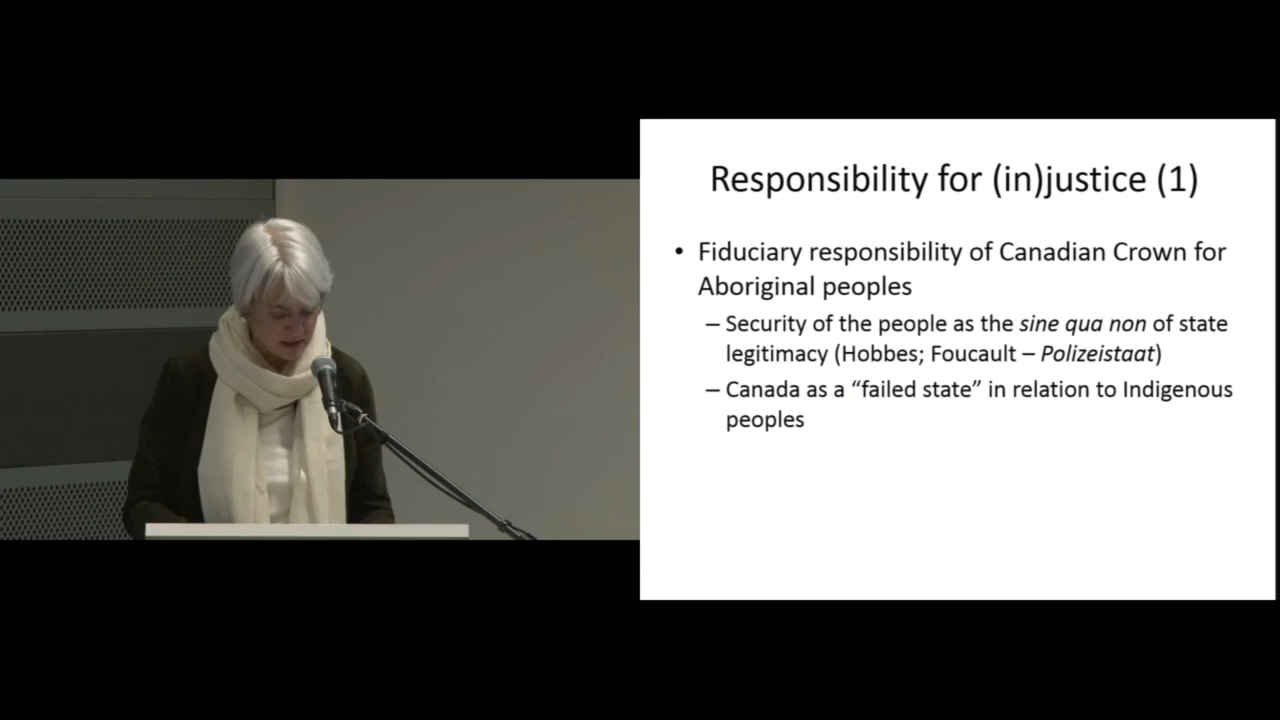 Responsibility for (in)justice (1)
• Fiduciary responsibility of Canadian Crown for
Aboriginal peoples
– Security of the people as the sine qua non of state
legitimacy (Hobbes; Foucault – Polizeistaat)
– Canada as a “failed state” in relation to Indigenous
peoples